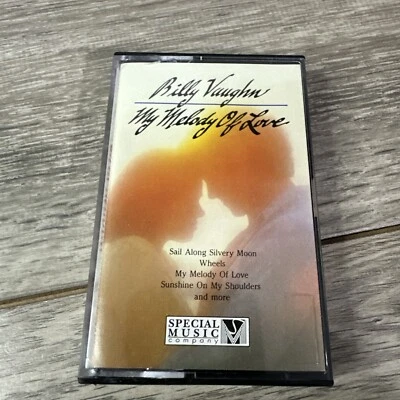 Billy Vaughn
My Melody Of Love
Sail Along Silvery Moon
Wheels
My Melody Of Love
Sunshine On My Shoulders
and more
SPECIAL
MUSIC
company